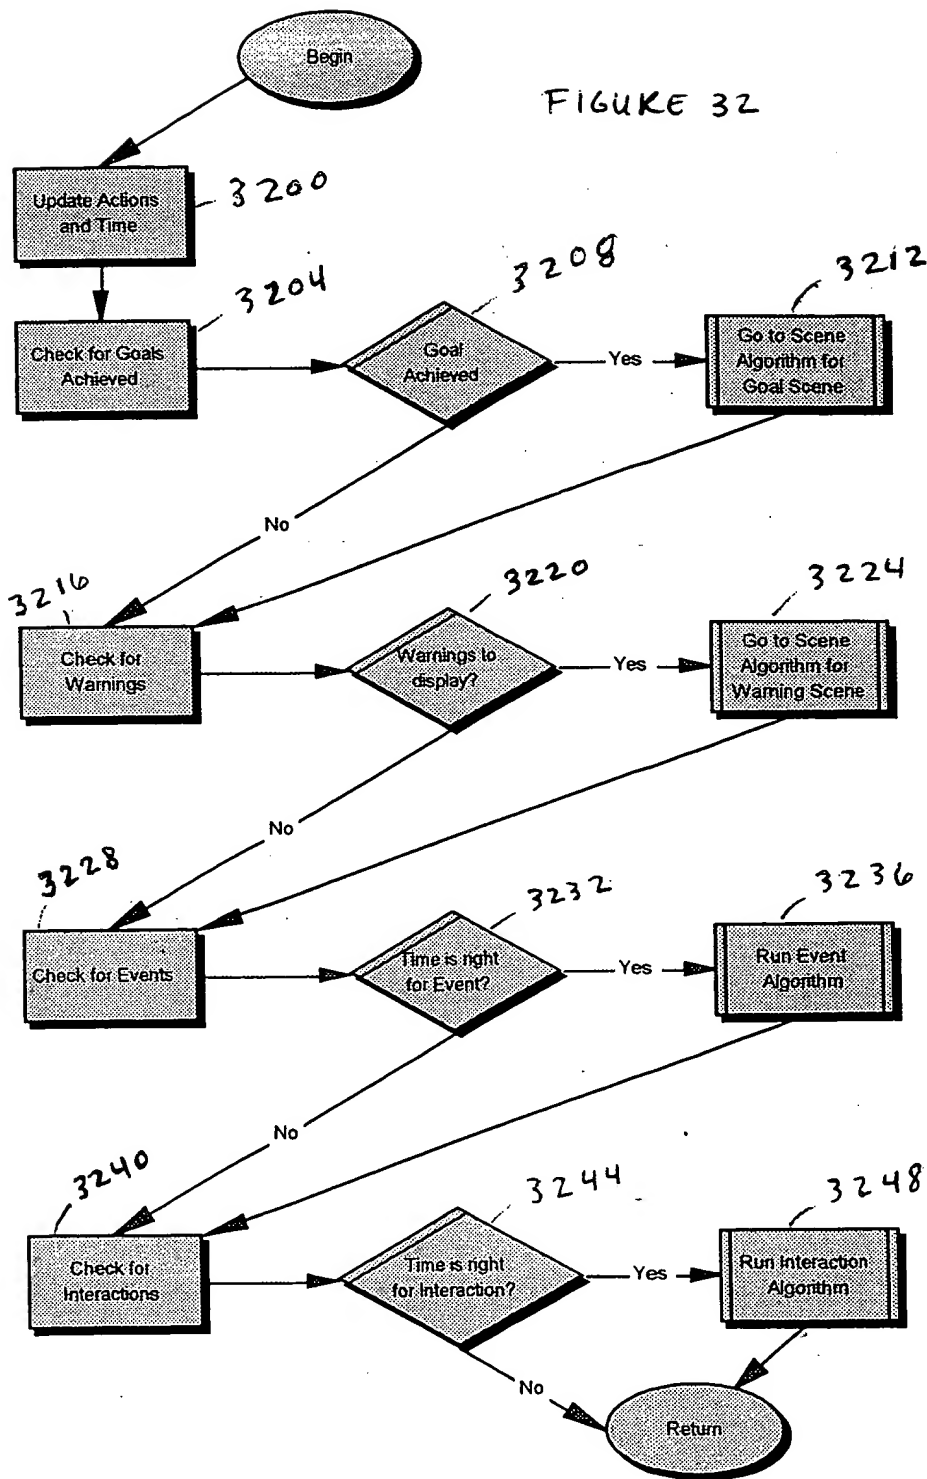 Begin
FIGURE 32
Update Actions
and Time
3200
Check for Goals
Achieved
3204
Goal
Achieved
3208
Yes
Go to Scene
Algorithm for
Goal Scene
3212
No
Check for
Warnings
3216
Warnings to
display?
3220
Yes
Go to Scene
Algorithm for
Warning Scene
3224
No
Check for Events
3228
Time is right
for Event?
3232
Yes
Run Event
Algorithm
3236
No
Check for
Interactions
3240
Time is right
for Interaction?
3244
Yes
Run Interaction
Algorithm
3248
No
Return